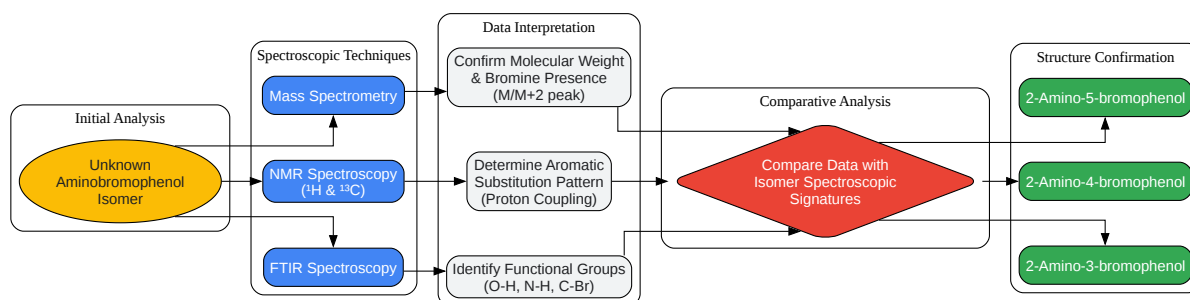 Initial Analysis
Unknown
Aminobromophenol
Isomer
Spectroscopic Techniques
Mass Spectrometry
NMR Spectroscopy
(¹H & ¹³C)
FTIR Spectroscopy
Data Interpretation
Confirm Molecular Weight
& Bromine Presence
(M/M+2 peak)
Determine Aromatic
Substitution Pattern
(Proton Coupling)
Identify Functional Groups
(O-H, N-H, C-Br)
Comparative Analysis
Compare Data with
Isomer Spectroscopic
Signatures
Structure Confirmation
2-Amino-5-bromophenol
2-Amino-4-bromophenol
2-Amino-3-bromophenol